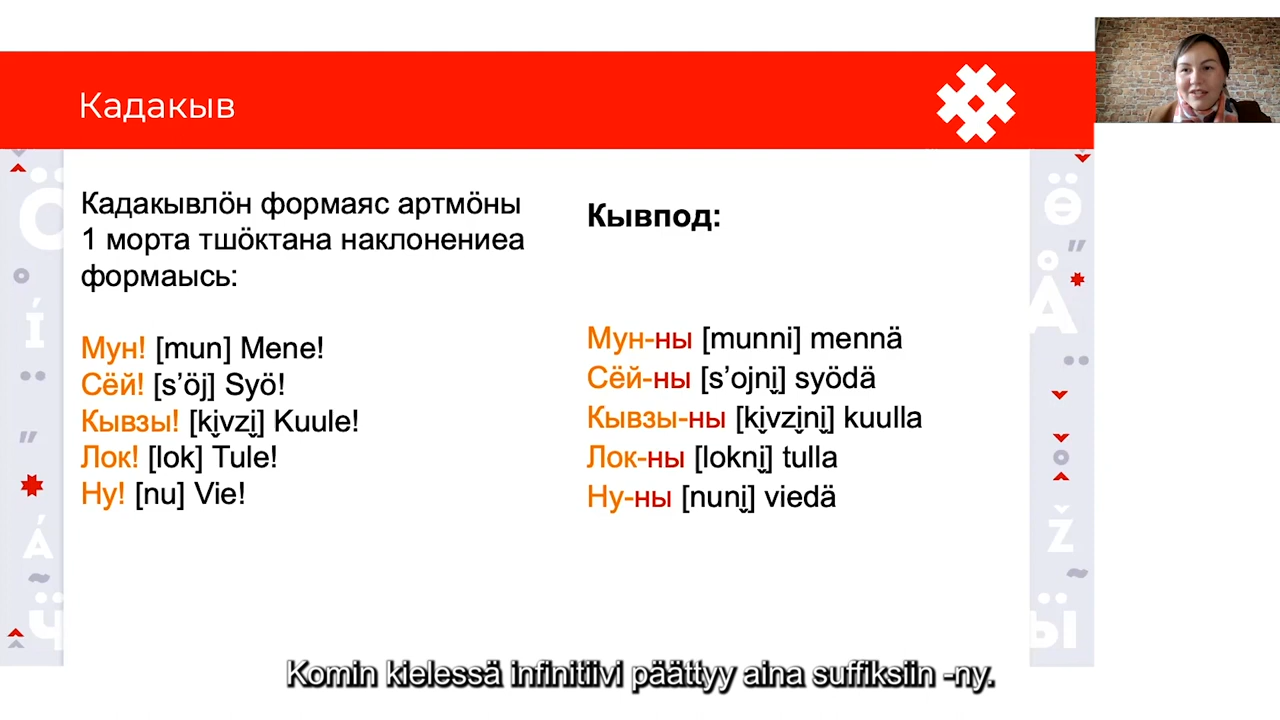 Кадакыв
Кадакывлӧн формаяс артмӧны
1 морта тшӧктана наклонениеа
формаысь:
Мун! [mun] Mene!
Сёй! [s’öj] Syö!
Кывзы! [ki̮vzi̮] Kuule!
Лок! [lok] Tule!
Ну! [nu] Vie!
Кывпод:
Мун-ны [munni] mennä
Сёй-ны [s’ojni̮] syödä
Кывзы-ны [ki̮vzi̮ni̮] kuulla
Лок-ны [lokni̮] tulla
Ну-ны [nuni̮] viedä
Komin kielessä infinitiivi päättyy aina suffiksiin -ny.